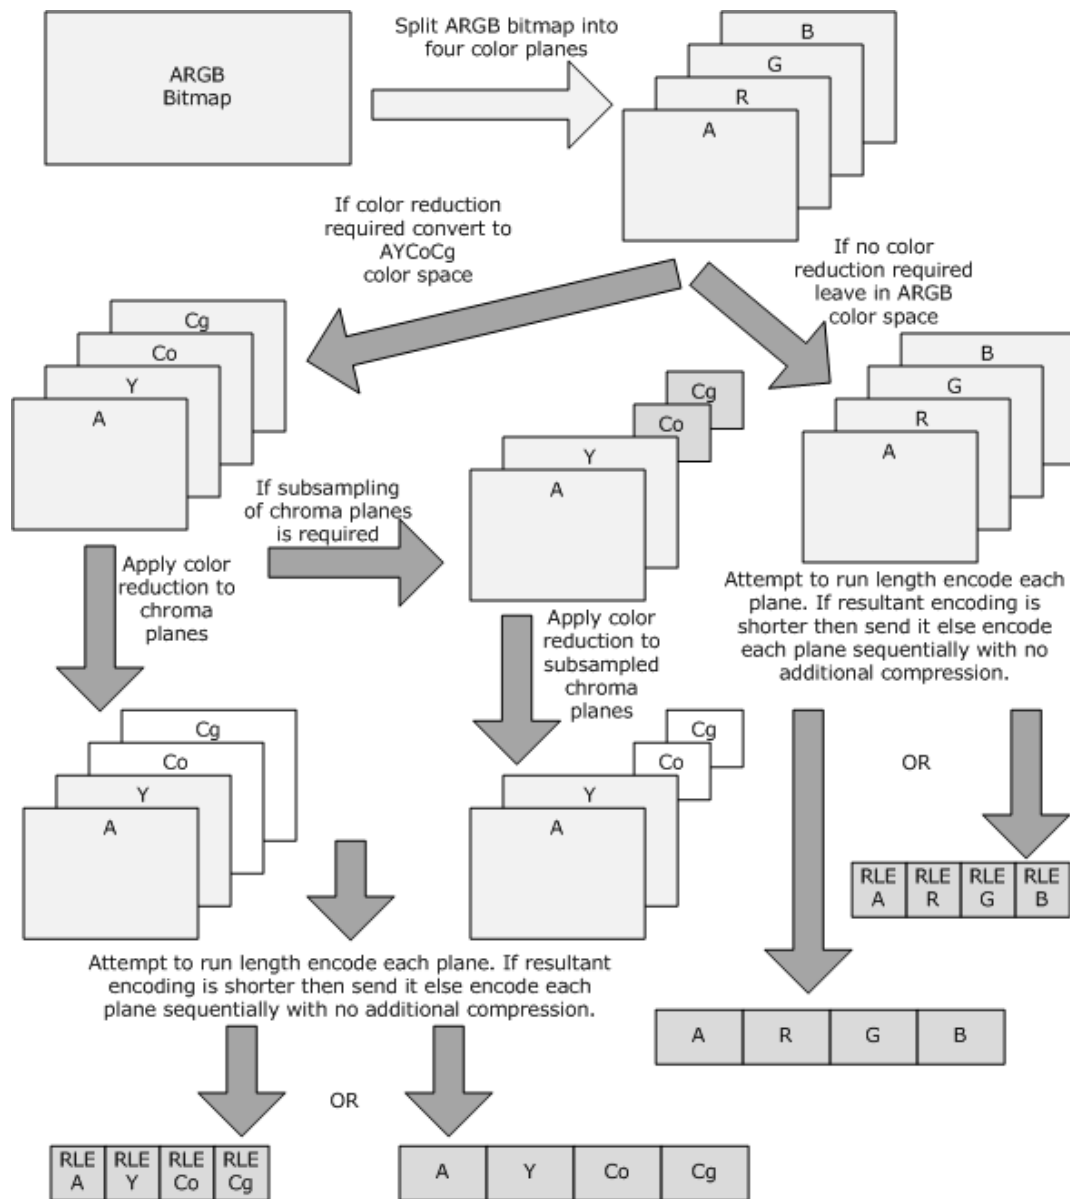 ARGB
Bitmap
Split ARGB bitmap into
four color planes
B
G
R
A
If color reduction
required convert to
AYCoCg
color space
If no color
reduction required
leave in ARGB
color space
Cg
Co
Y
A
Cg
Co
Y
A
B
G
R
A
If subsampling
of chroma planes
is required
Apply color
reduction to
chroma
planes
Apply color
reduction to
subsampled
chroma
planes
Attempt to run length encode each
plane. If resultant encoding is
shorter then send it else encode
each plane sequentially with no
additional compression.
Cg
Co
Y
A
Cg
Co
Y
A
OR
RLE A
RLE R
RLE G
RLE B
Attempt to run length encode each plane. If resultant
encoding is shorter then send it else encode each
plane sequentially with no additional compression.
A R G B
OR
RLE A
RLE Y
RLE Co
RLE Cg
A Y Co Cg